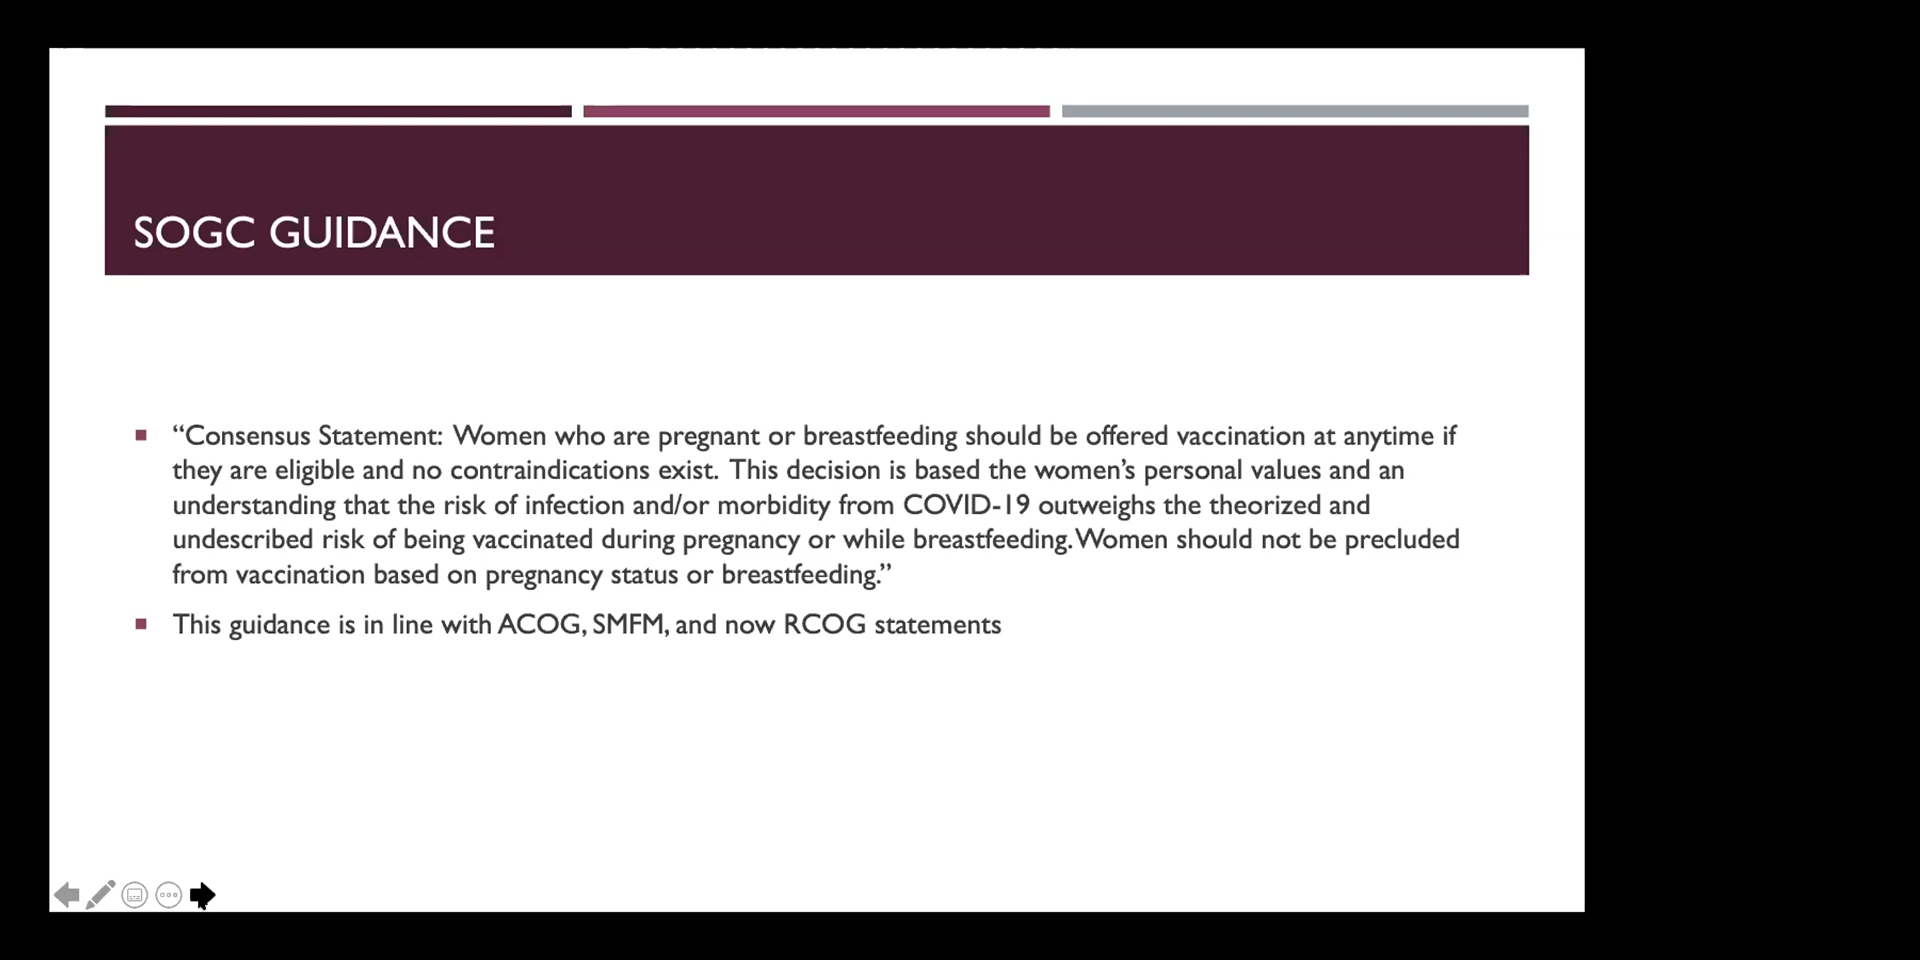 SOGC GUIDANCE
“Consensus Statement: Women who are pregnant or breastfeeding should be offered vaccination at anytime if
they are eligible and no contraindications exist. This decision is based the women’s personal values and an
understanding that the risk of infection and/or morbidity from COVID-19 outweighs the theorized and
undescribed risk of being vaccinated during pregnancy or while breastfeeding. Women should not be precluded
from vaccination based on pregnancy status or breastfeeding.”
This guidance is in line with ACOG, SMFM, and now RCOG statements